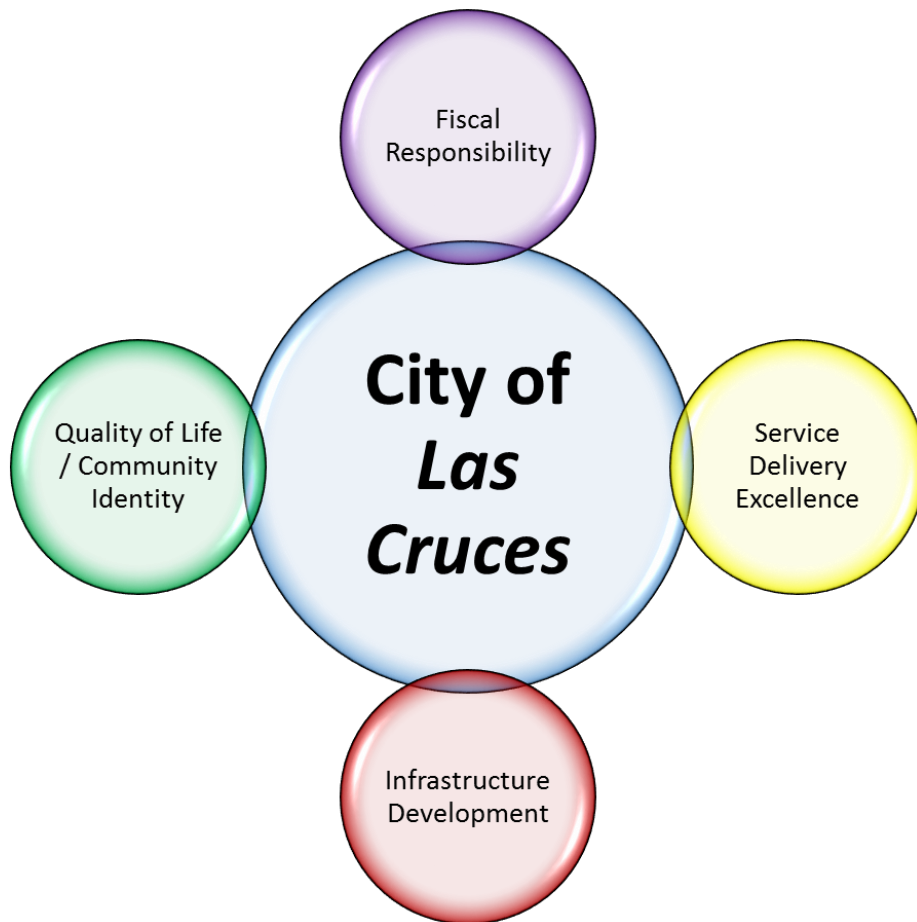 Fiscal
Responsibility
City of
Las
Cruces
Quality of Life
/ Community
Identity
Service
Delivery
Excellence
Infrastructure
Development